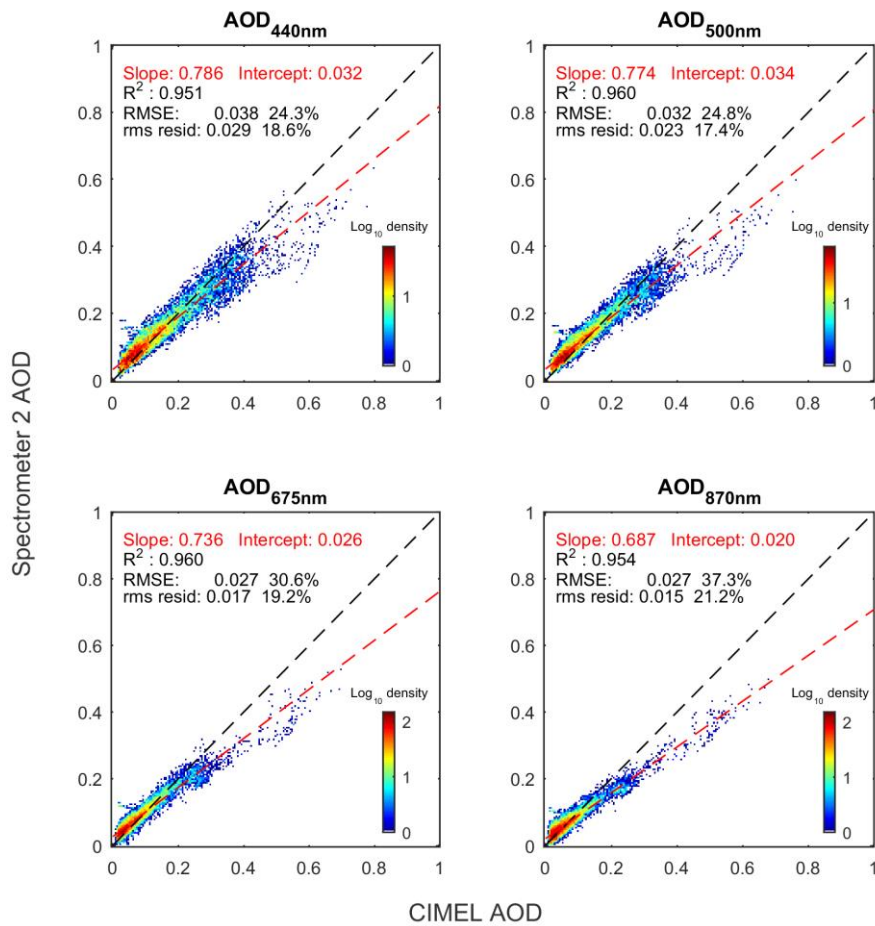 AOD440nm
Slope: 0.786 Intercept: 0.032
R2 : 0.951
RMSE: 0.038 24.3%
rms resid: 0.029 18.6%
Log10 density
1
0
1
0.8
0.6
0.4
0.2
0
0 0.2 0.4 0.6 0.8 1
AOD500nm
Slope: 0.774 Intercept: 0.034
R2 : 0.960
RMSE: 0.032 24.8%
rms resid: 0.023 17.4%
Log10 density
1
0
1
0.8
0.6
0.4
0.2
0
0 0.2 0.4 0.6 0.8 1
Spectrometer 2 AOD
AOD675nm
Slope: 0.736 Intercept: 0.026
R2 : 0.960
RMSE: 0.027 30.6%
rms resid: 0.017 19.2%
Log10 density
2
1
0
1
0.8
0.6
0.4
0.2
0
0 0.2 0.4 0.6 0.8 1
AOD870nm
Slope: 0.687 Intercept: 0.020
R2 : 0.954
RMSE: 0.027 37.3%
rms resid: 0.015 21.2%
Log10 density
2
1
0
1
0.8
0.6
0.4
0.2
0
0 0.2 0.4 0.6 0.8 1
CIMEL AOD